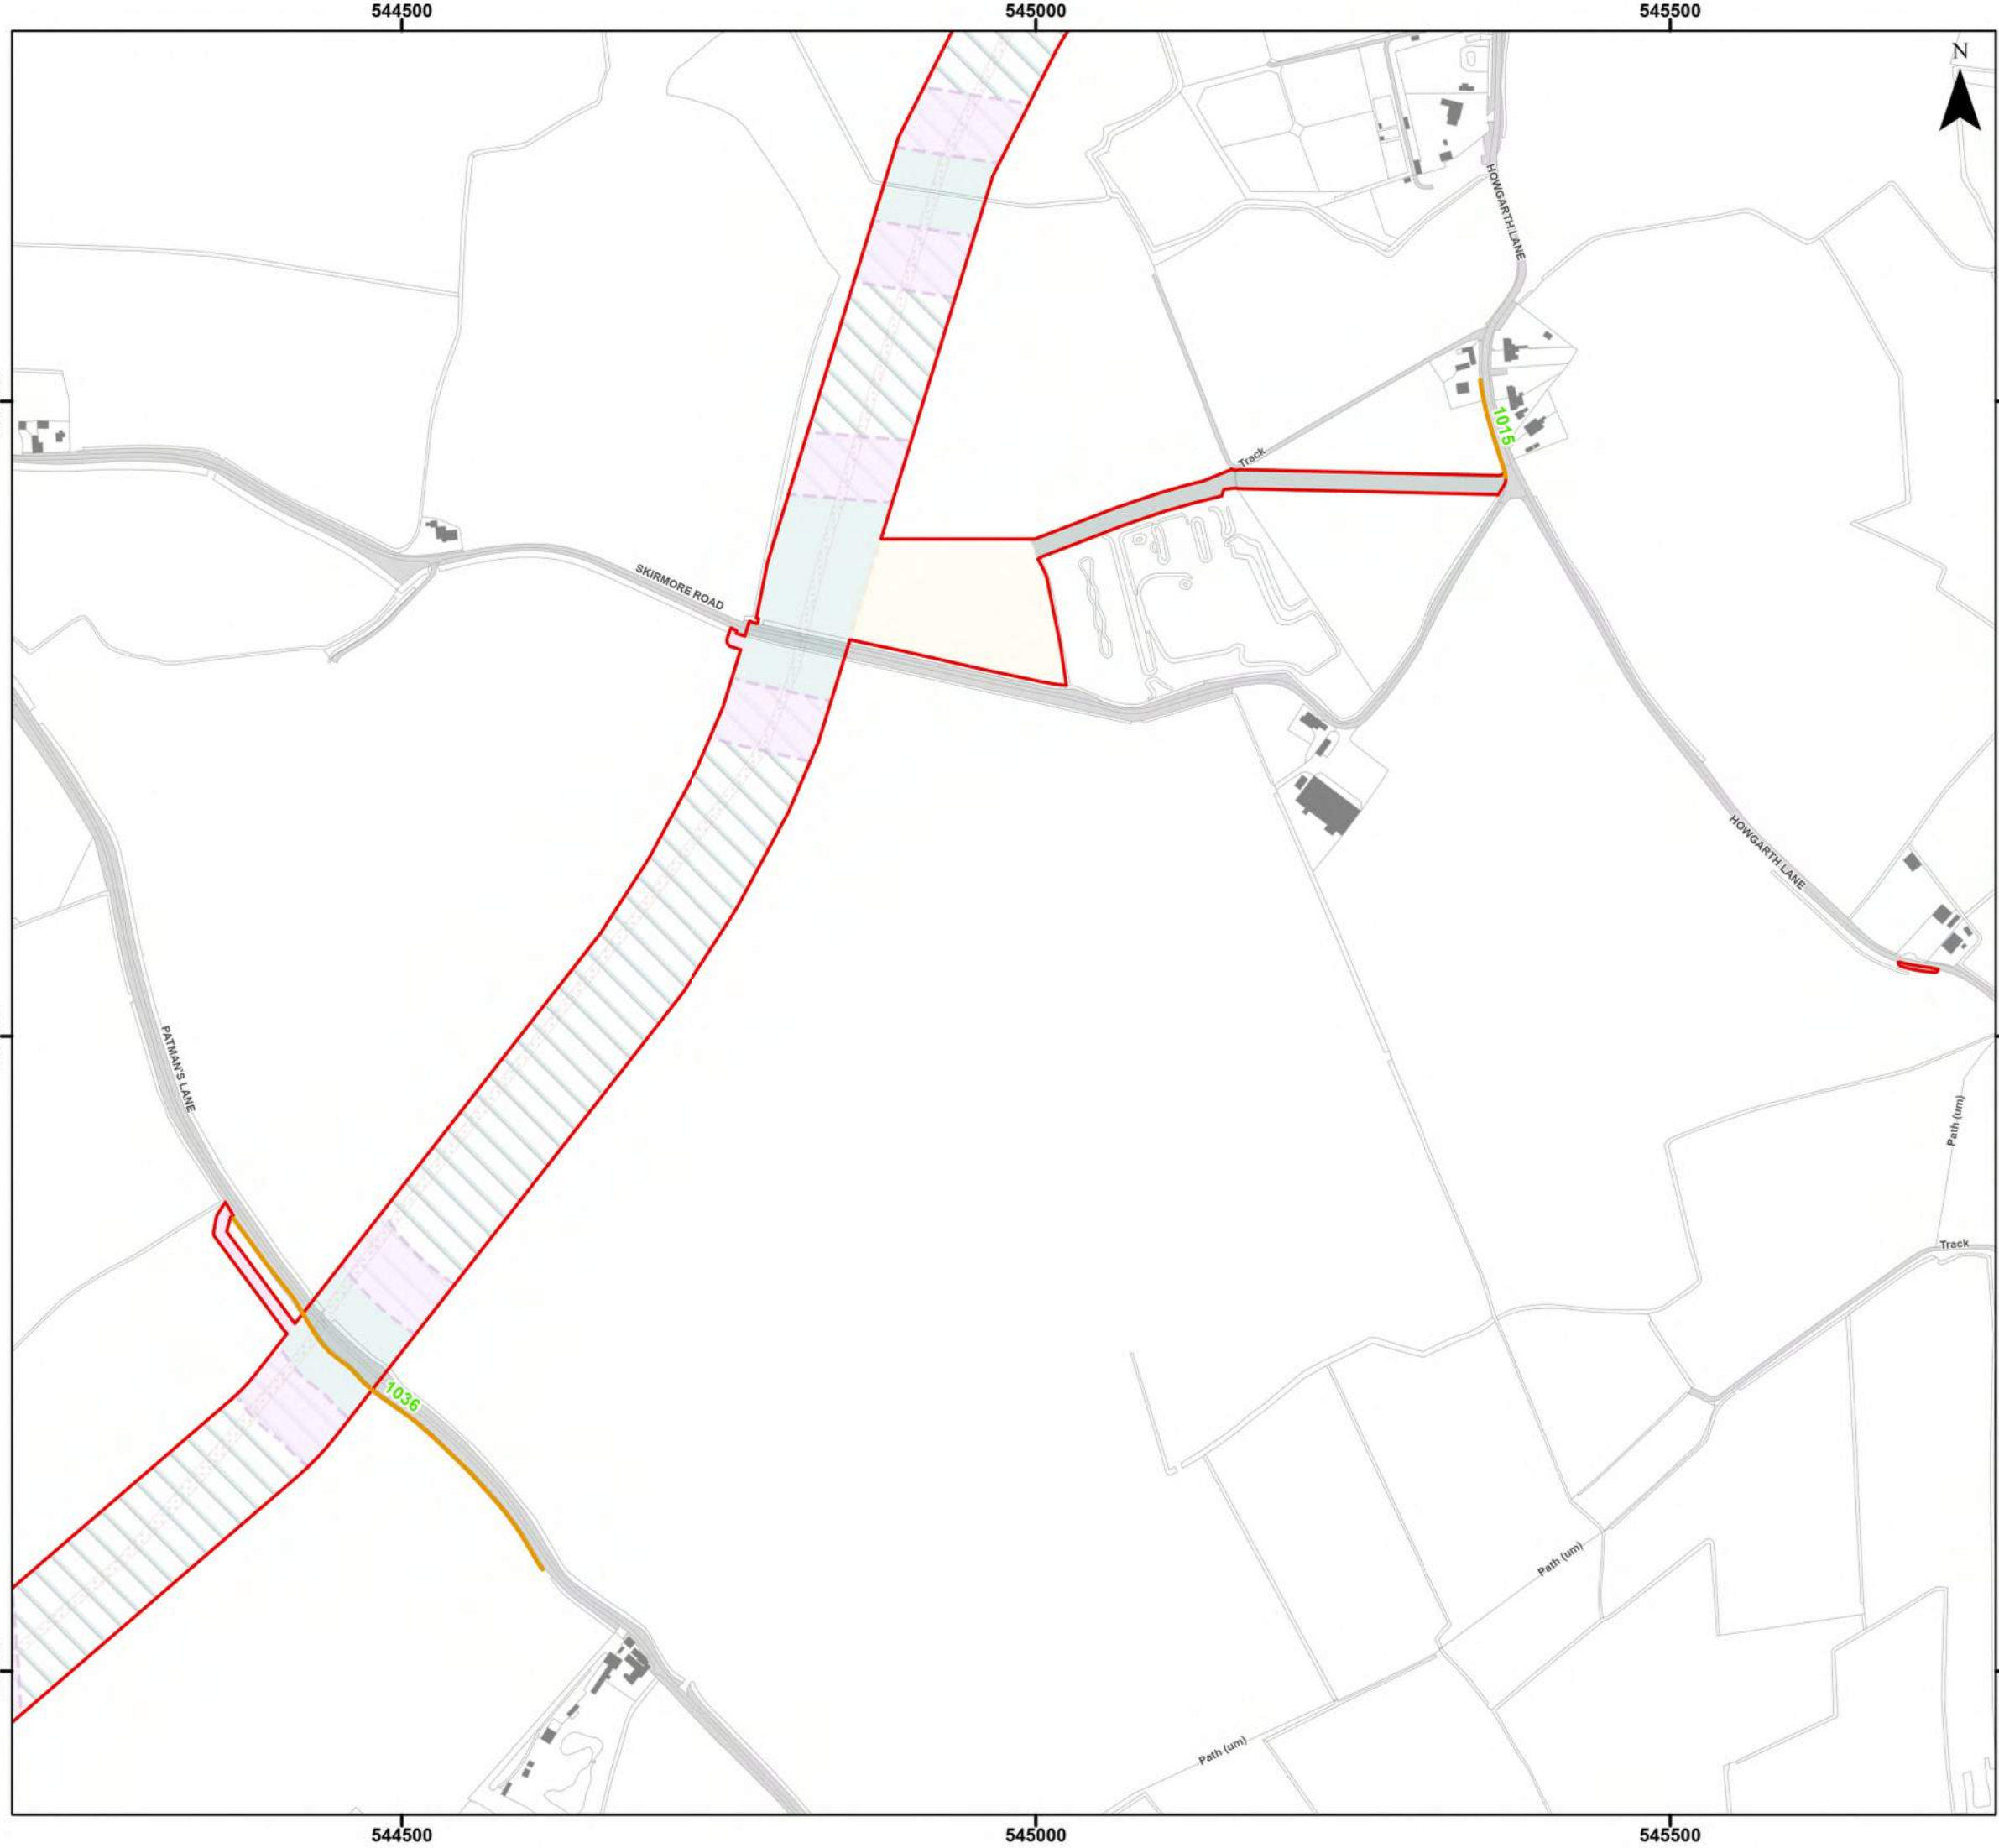 544500
545000
545500
N
HOWGARTH LANE
1015
Track
SKIRMORE ROAD
HOWGARTH LANE
PATMAN'S LANE
Path (um)
Track
1036
Path (um)
Path (um)
544500
545000
545500